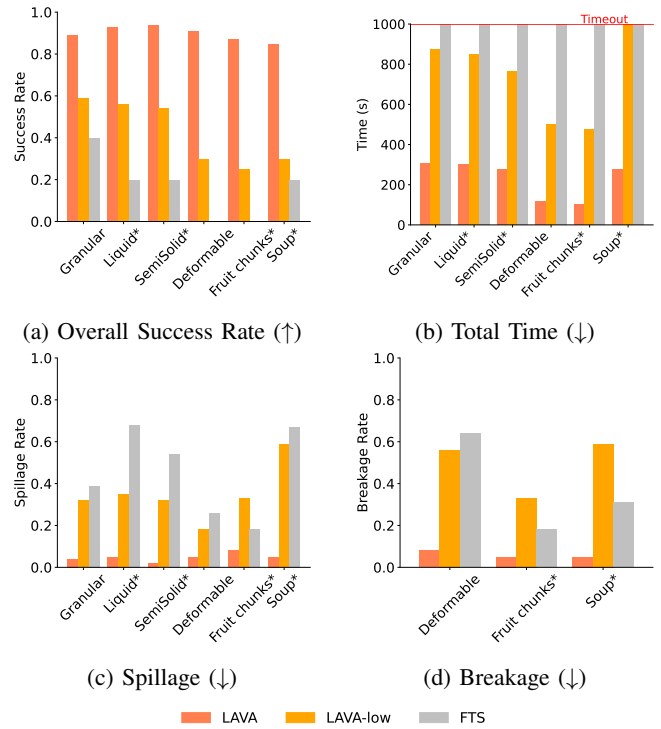 1.0
0.8
0.6
0.4
0.2
0.0
Success Rate
Granular
Liquid*
SemiSolid*
Deformable
Fruit chunks*
Soup*
(a) Overall Success Rate (↑)
Timeout
1000
800
600
400
200
0
Time (s)
Granular
Liquid*
SemiSolid*
Deformable
Fruit chunks*
Soup*
(b) Total Time (↓)
1.0
0.8
0.6
0.4
0.2
0.0
Spillage Rate
Granular
Liquid*
SemiSolid*
Deformable
Fruit chunks*
Soup*
(c) Spillage (↓)
1.0
0.8
0.6
0.4
0.2
0.0
Breakage Rate
Deformable
Fruit chunks*
Soup*
(d) Breakage (↓)
LAVA LAVA-low FTS